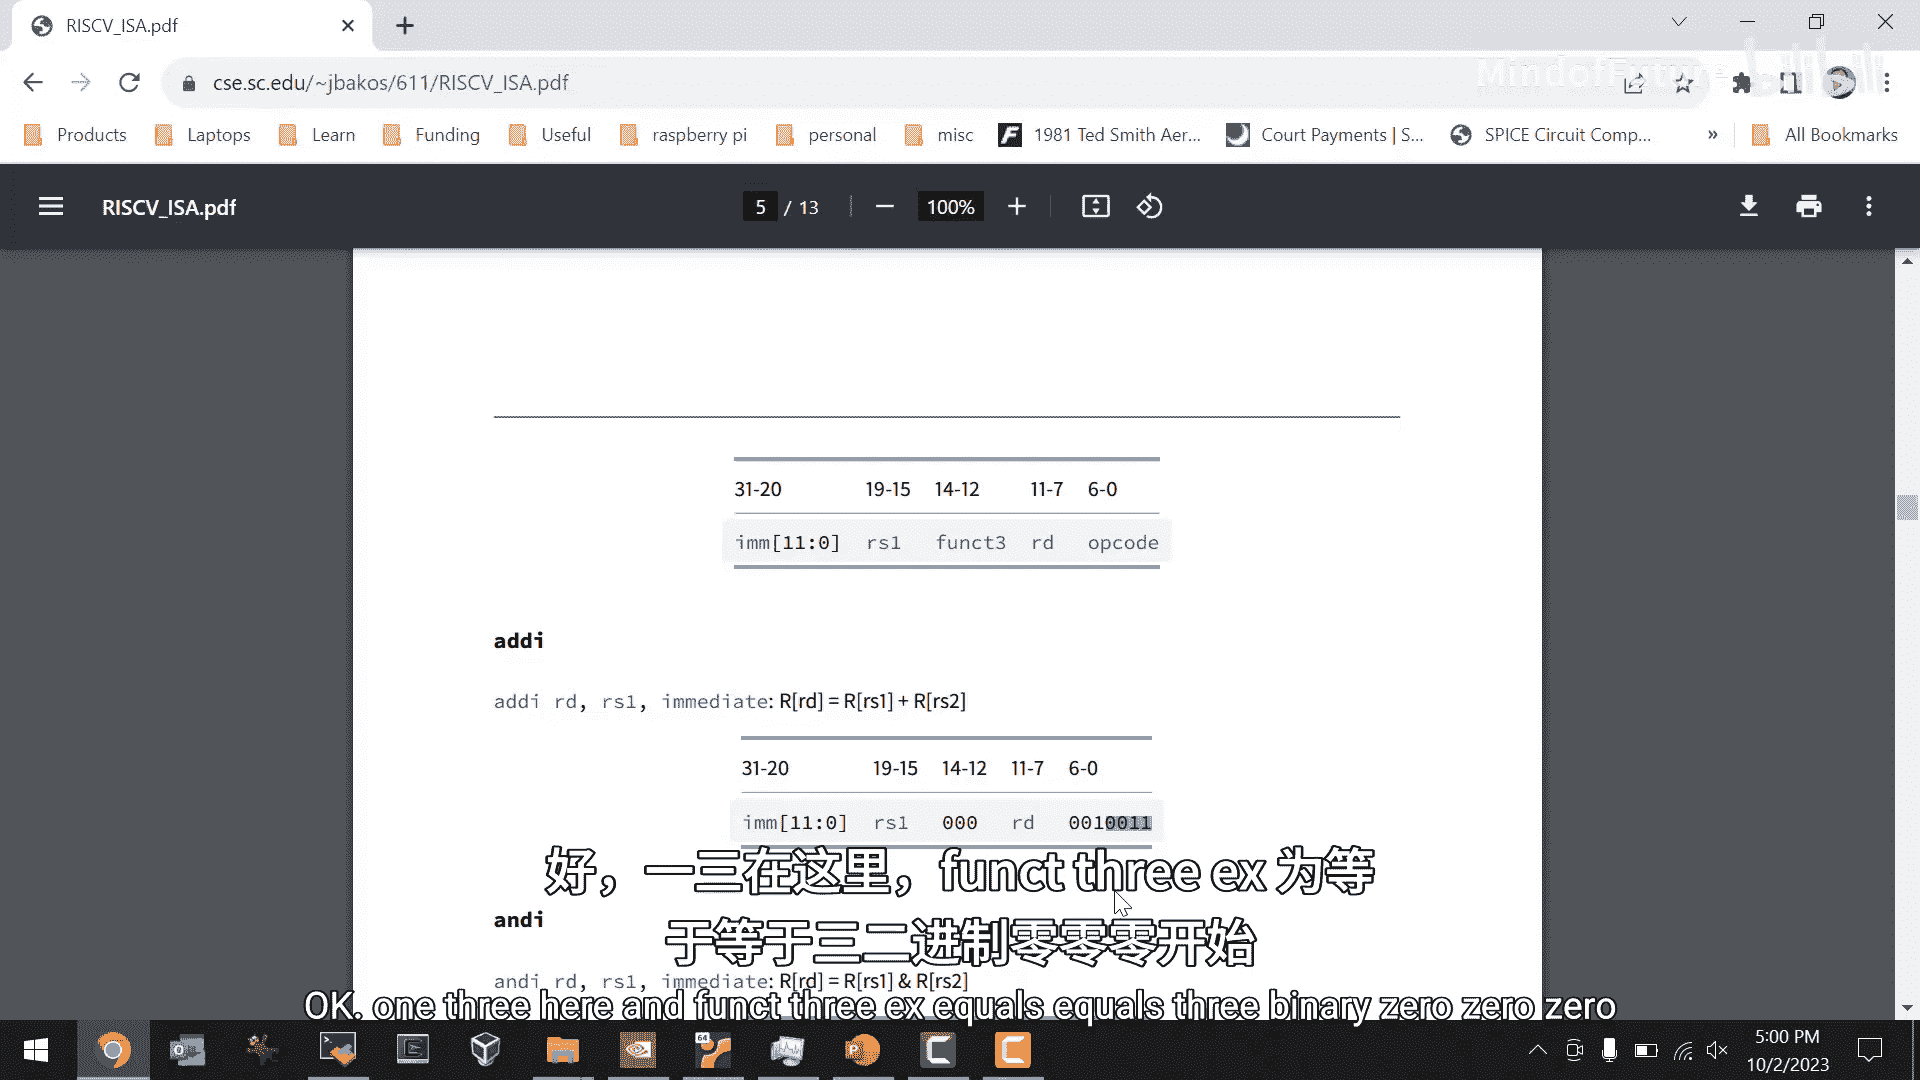 RISCV_ISA.pdf
cse.sc.edu/~jbakos/611/RISCV_ISA.pdf
MindofFuture
bilibili
Products Laptops Learn Funding Useful raspberry pi personal misc 1981 Ted Smith Aer... Court Payments | S... SPICE Circuit Comp... » All Bookmarks
RISCV_ISA.pdf 5 / 13 100%
31-20 19-15 14-12 11-7 6-0
imm[11:0] rs1 funct3 rd opcode
addi
addi rd, rs1, immediate: R[rd] = R[rs1] + R[rs2]
31-20 19-15 14-12 11-7 6-0
imm[11:0] rs1 000 rd 0010011
好，一三在这里，funct three ex 为等
andi
于等于三二进制零零零开始
andi rd, rs1, immediate: R[rd] = R[rs1] & R[rs2]
OK. one three here and funct three ex equals equals three binary zero zero zero
5:00 PM
10/2/2023